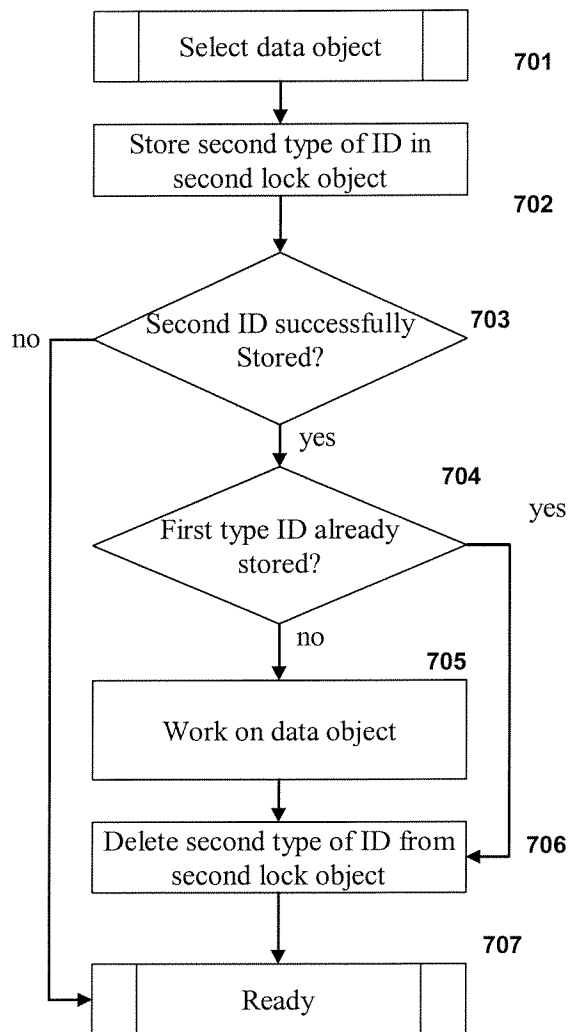 Select data object
701
Store second type of ID in
second lock object
702
Second ID successfully
Stored?
703
no
yes
704
First type ID already
stored?
yes
no
705
Work on data object
Delete second type of ID from
second lock object
706
707
Ready